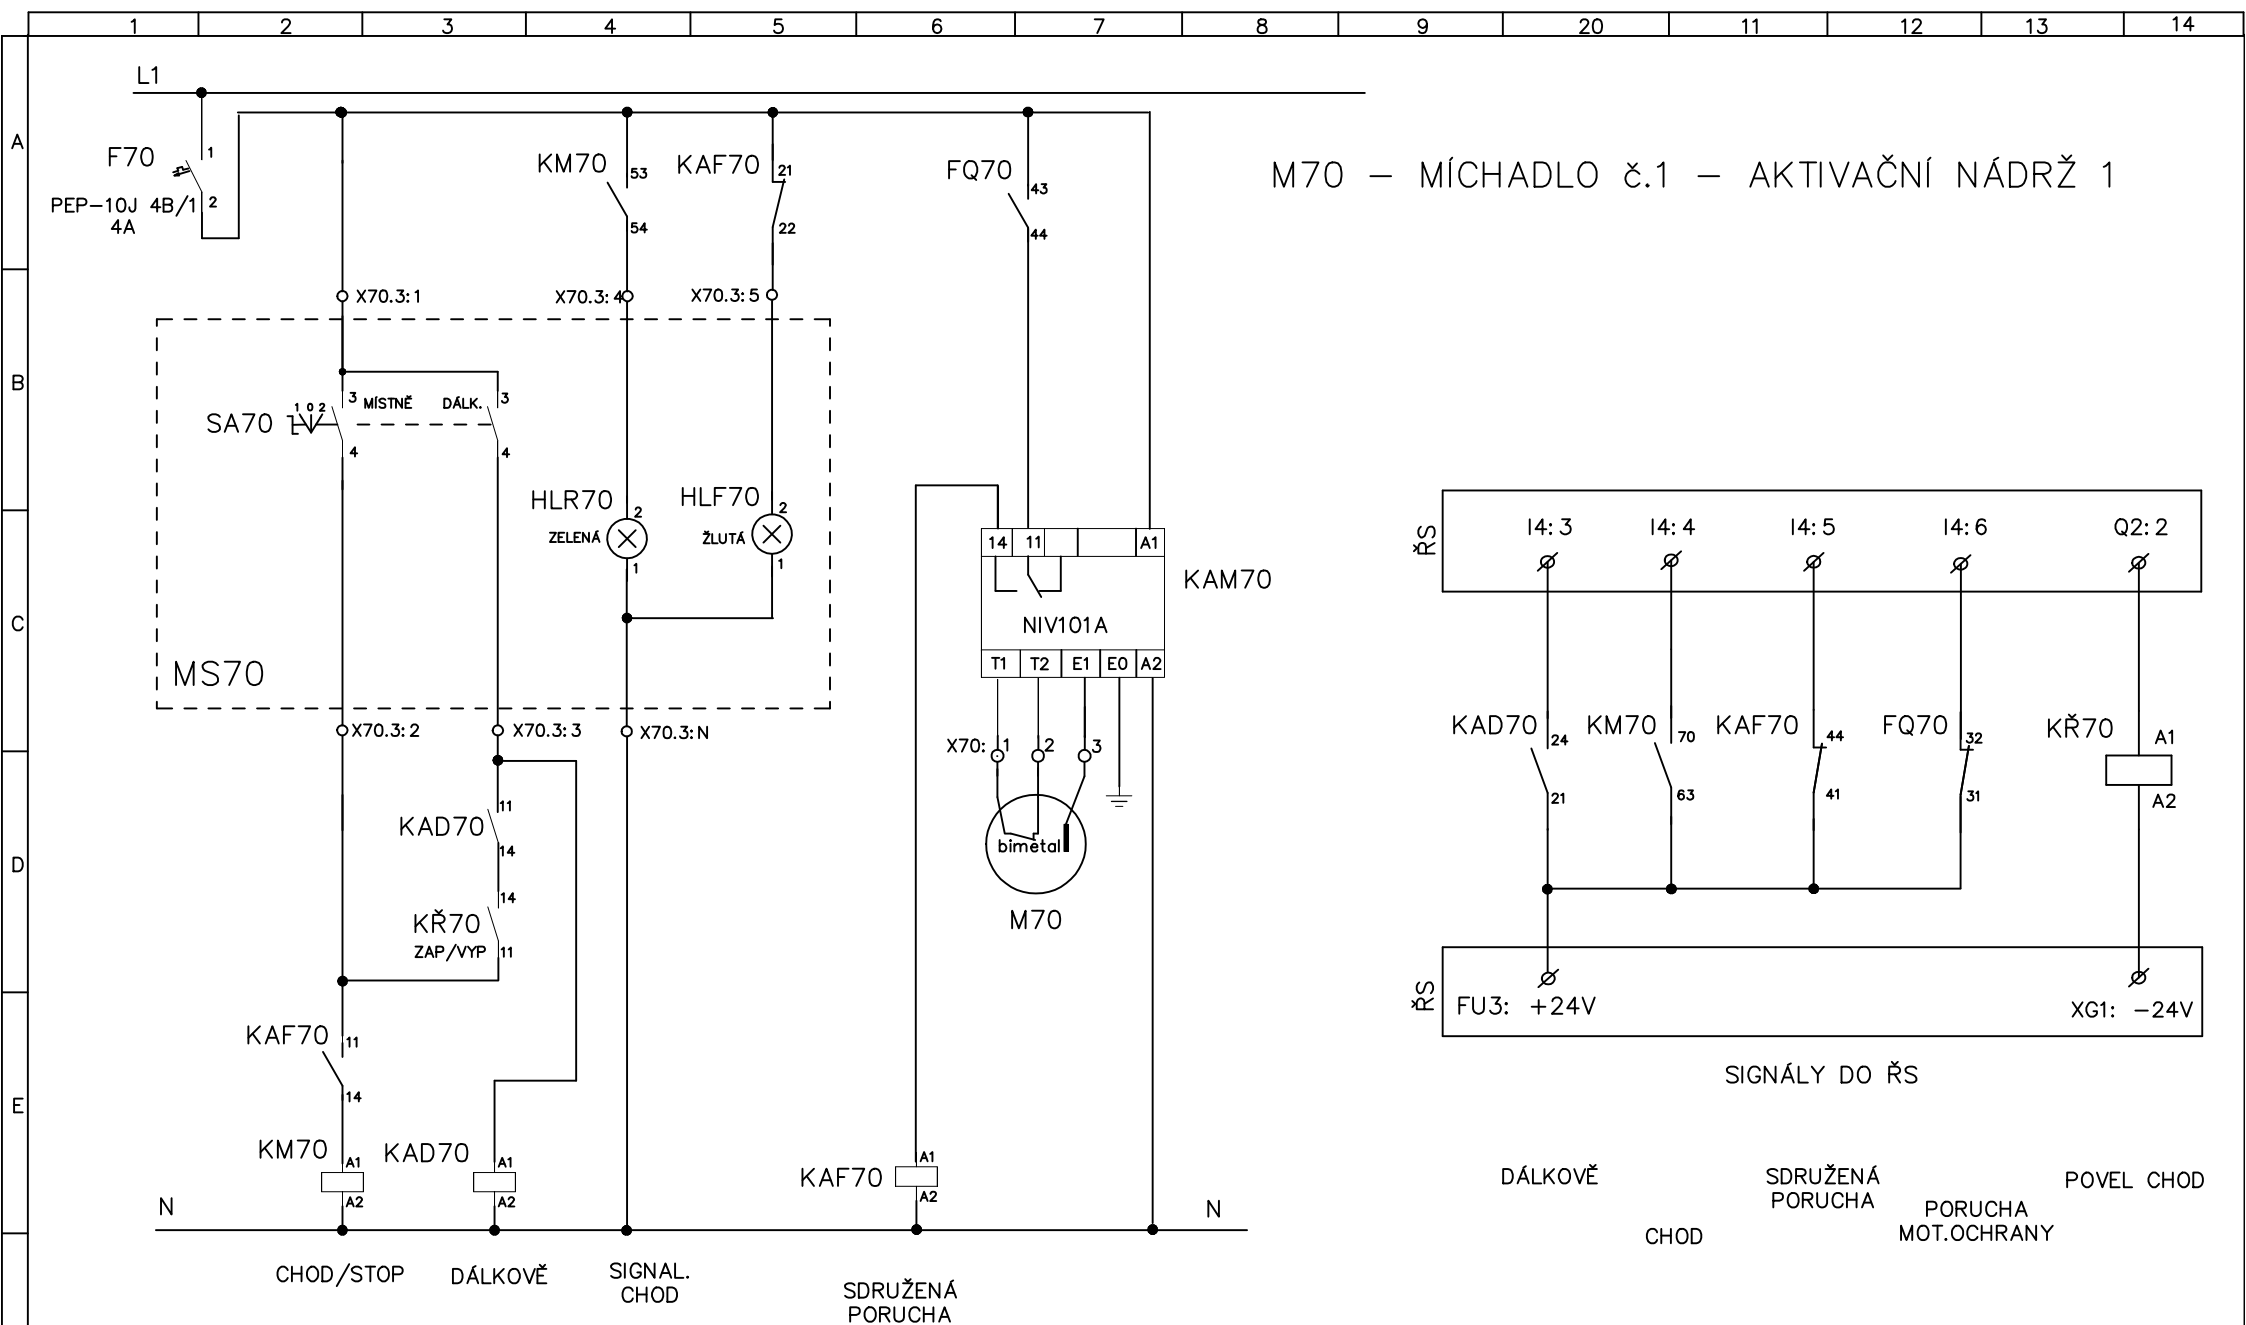 1 2 3 4 5 6 7 8 9 20 11 12 13 14
A
B
C
D
E
L1
F70
1
2
PEP-10J 4B/1
4A
KM70
53
54
KAF70
21
22
FQ70
43
44
M70 - MÍCHADLO č.1 - AKTIVAČNÍ NÁDRŽ 1
X70.3:1
X70.3:4
X70.3:5
SA70
1 0 2
3
MÍSTNĚ
4
DÁLK.
3
4
HLR70
ZELENÁ
2
1
HLF70
ŽLUTÁ
2
1
MS70
14
11
A1
KAM70
NIV101A
T1
T2
E1
E0
A2
X70.3:2
X70.3:3
X70.3:N
X70:
1
2
3
bimetal
M70
KAD70
11
14
KŘ70
ZAP/VYP
14
11
KAF70
11
14
KM70
A1
A2
KAD70
A1
A2
KAF70
A1
A2
N
N
CHOD/STOP
DÁLKOVĚ
SIGNAL.
CHOD
SDRUŽENÁ
PORUCHA
ŘS
I4:3
I4:4
I4:5
I4:6
Q2:2
KAD70
24
21
KM70
70
63
KAF70
44
41
FQ70
32
31
KŘ70
A1
A2
ŘS
FU3: +24V
XG1: -24V
SIGNÁLY DO ŘS
DÁLKOVĚ
CHOD
SDRUŽENÁ
PORUCHA
PORUCHA
MOT.OCHRANY
POVEL CHOD